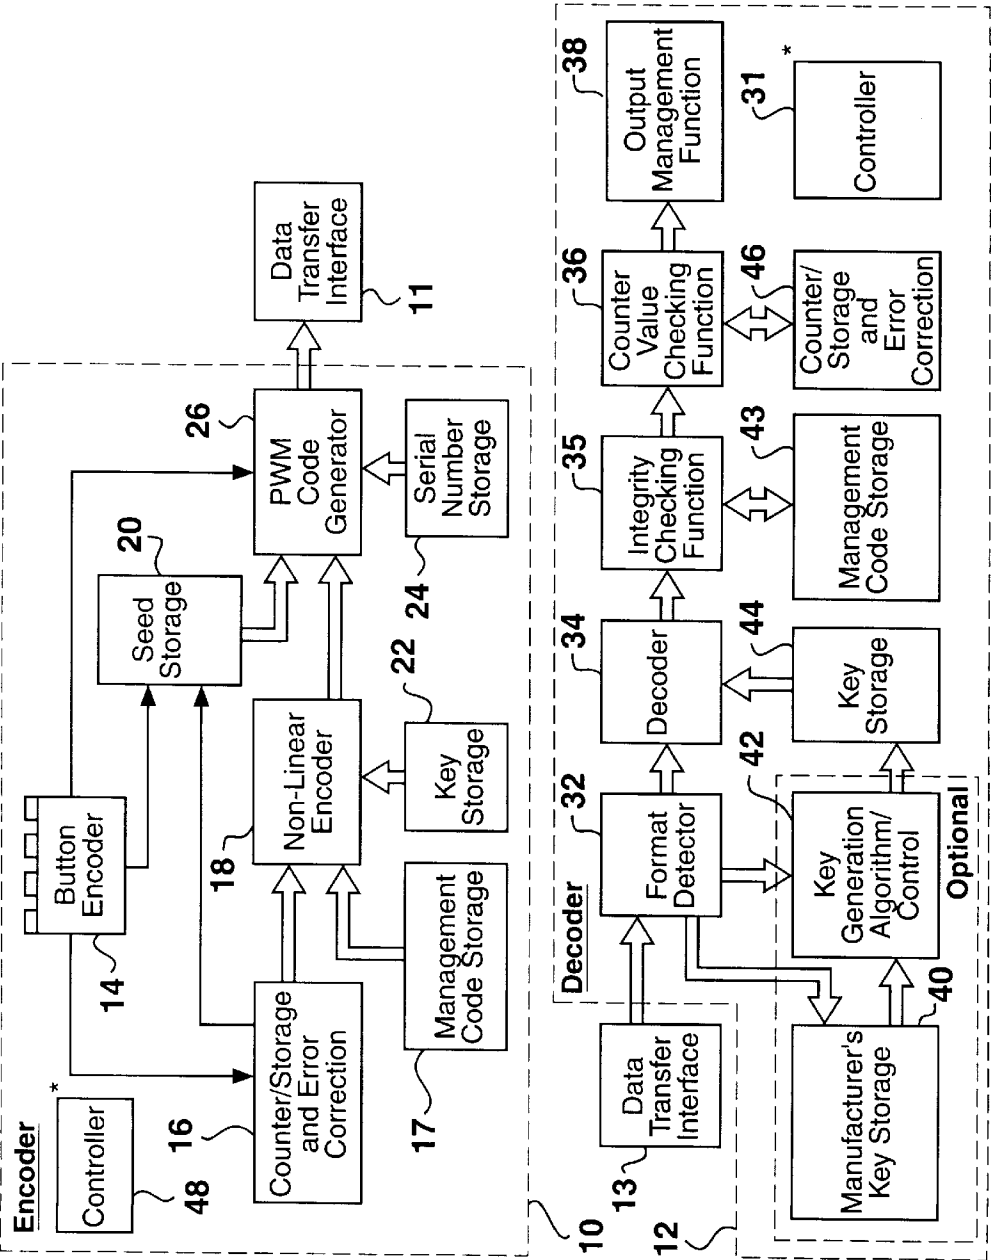 Encoder
Controller
*
48
Button
Encoder
14
Counter/Storage
and Error
Correction
16
Management
Code Storage
17
Non-Linear
Encoder
18
Key
Storage
22
Seed
Storage
20
PWM
Code
Generator
26
Serial
Number
Storage
24
Data
Transfer
Interface
11
10
12
Decoder
Data
Transfer
Interface
13
Format
Detector
32
Decoder
34
Integrity
Checking
Function
35
Counter
Value
Checking
Function
36
Output
Management
Function
38
Manufacturer's
Key Storage
40
Key
Generation
Algorithm/
Control
42
Optional
Key
Storage
44
Management
Code Storage
43
Counter/
Storage
and
Error
Correction
46
Controller
31
*